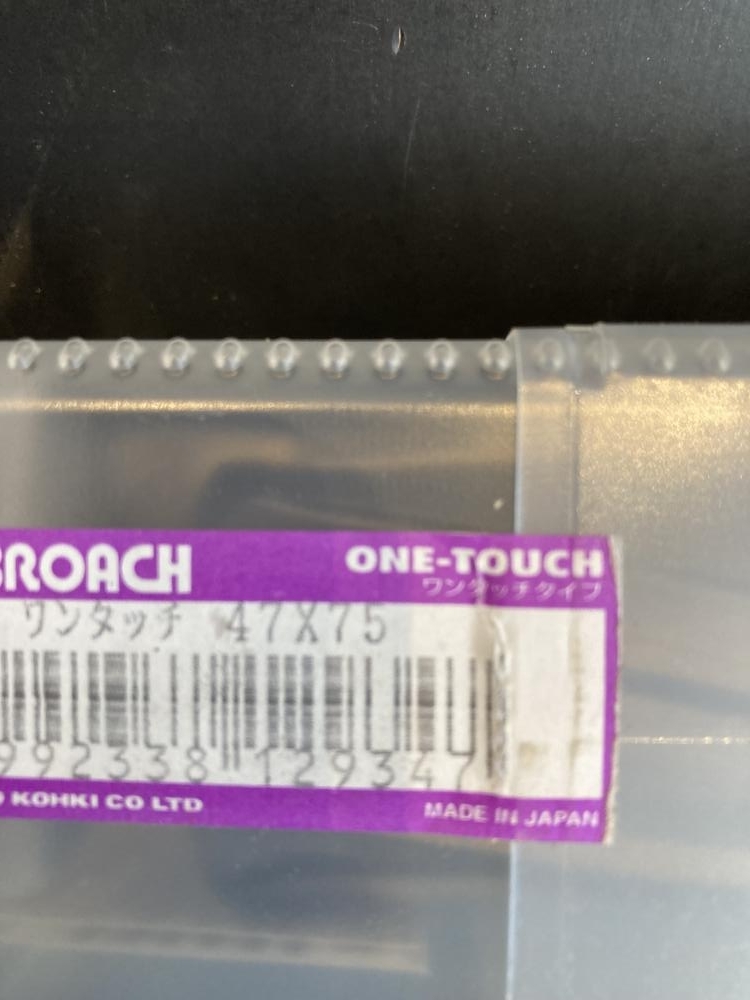 BROACH
ONE-TOUCH
ワンタッチタイプ
ワンタッチ 47X75
992338 129347
KOHKI CO LTD
MADE IN JAPAN